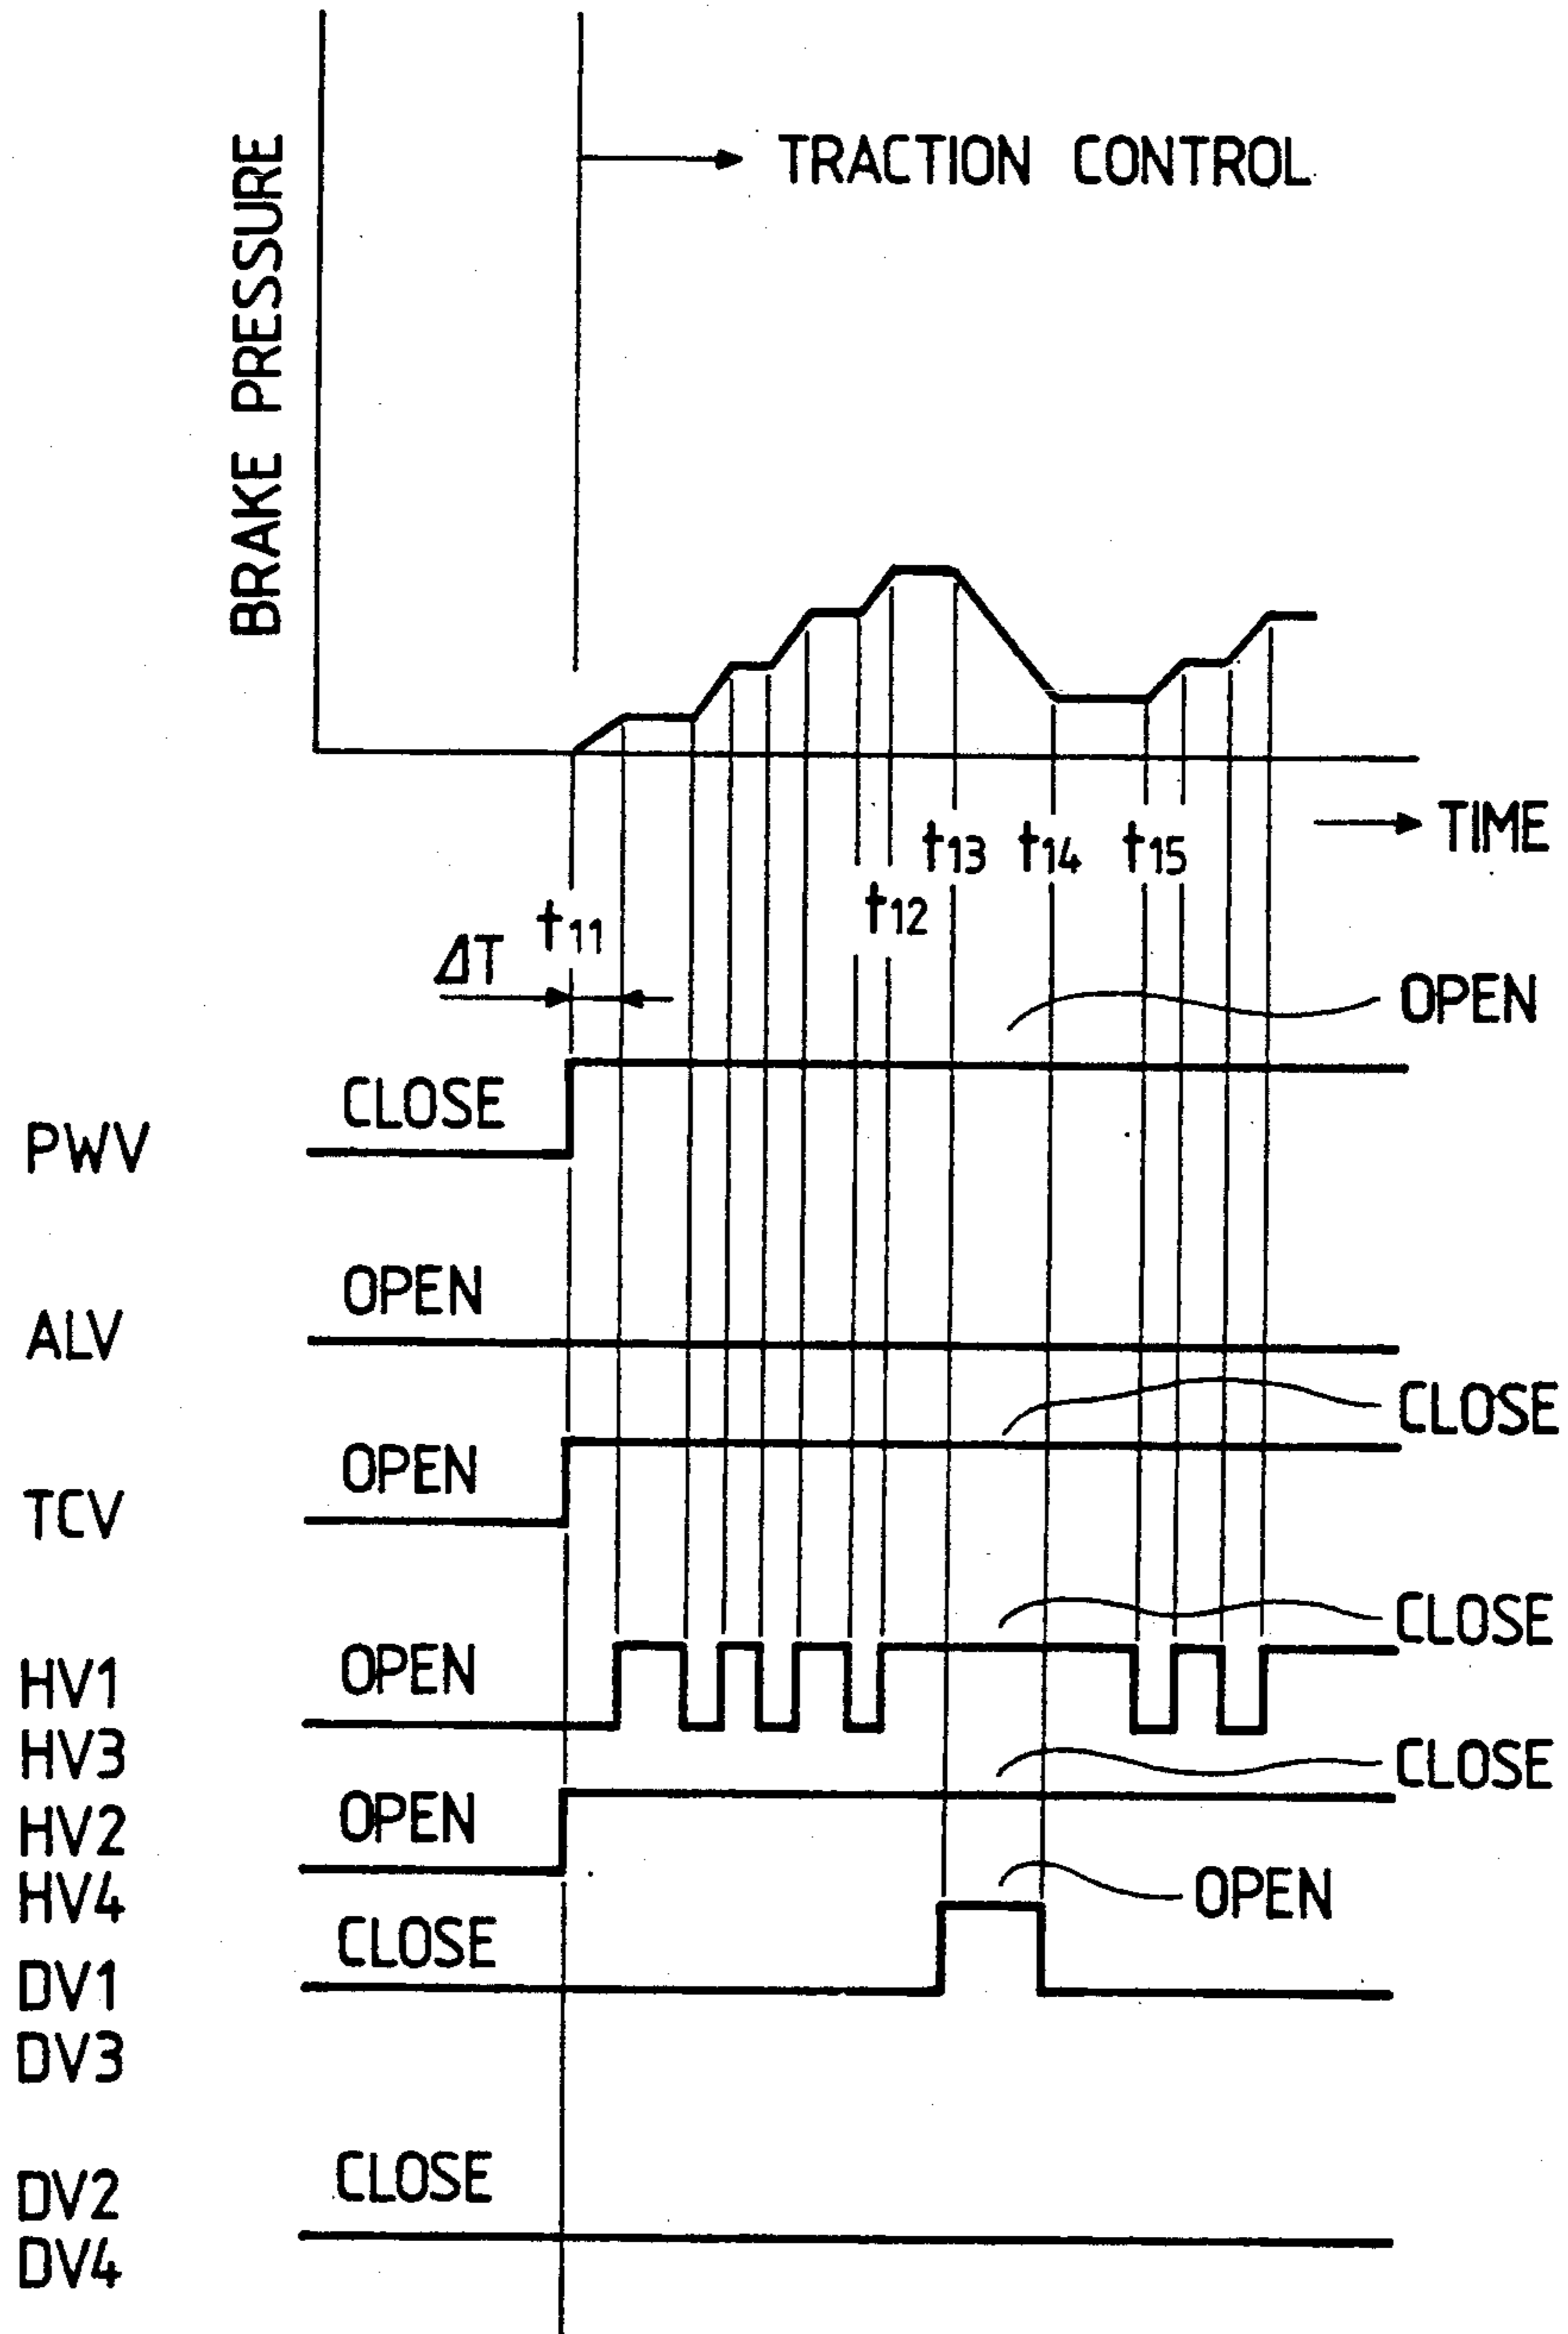 BRAKE PRESSURE
TRACTION CONTROL
TIME
t13 t14 t15
t12
t11
ΔT
OPEN
CLOSE
PWV
OPEN
ALV
CLOSE
OPEN
TCV
CLOSE
OPEN
HV1
HV3
CLOSE
OPEN
HV2
HV4
OPEN
CLOSE
DV1
DV3
CLOSE
DV2
DV4